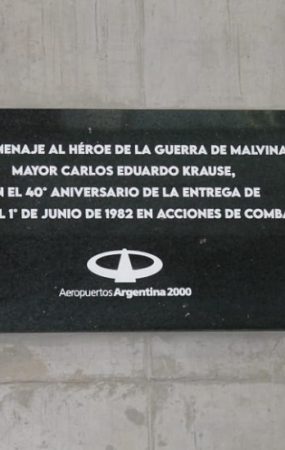 MENAJE AL HÉROE DE LA GUERRA DE MALVINA
MAYOR CARLOS EDUARDO KRAUSE,
N EL 40° ANIVERSARIO DE LA ENTREGA DE
L 1° DE JUNIO DE 1982 EN ACCIONES DE COMBA
Aeropuertos Argentina 2000